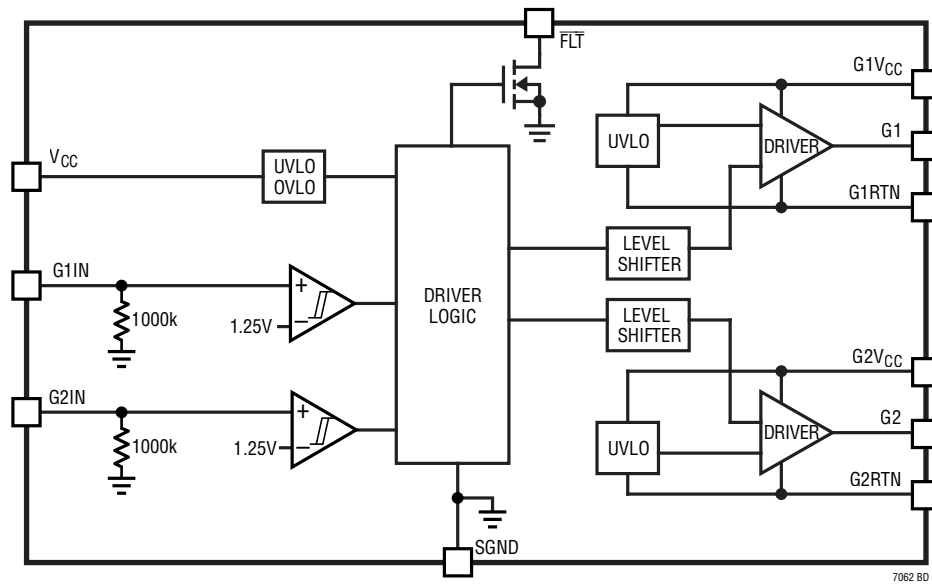 FLT
G1VCC
UVLO
DRIVER
G1
G1RTN
VCC
UVLO
OVLO
LEVEL
SHIFTER
G1IN
1000k
+
−
1.25V
DRIVER
LOGIC
LEVEL
SHIFTER
G2VCC
G2IN
1000k
+
−
1.25V
UVLO
DRIVER
G2
G2RTN
SGND
7062 BD